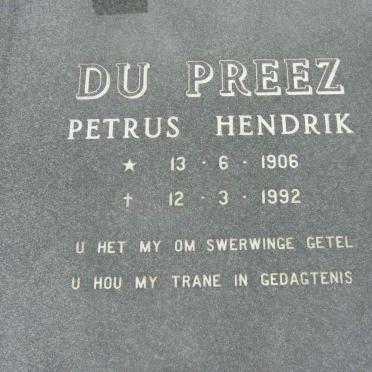 DU PREEZ
PETRUS HENDRIK
★ 13 · 6 · 1906
† 12 · 3 · 1992
U HET MY OM SWERWINGE GETEL
U HOU MY TRANE IN GEDAGTENIS